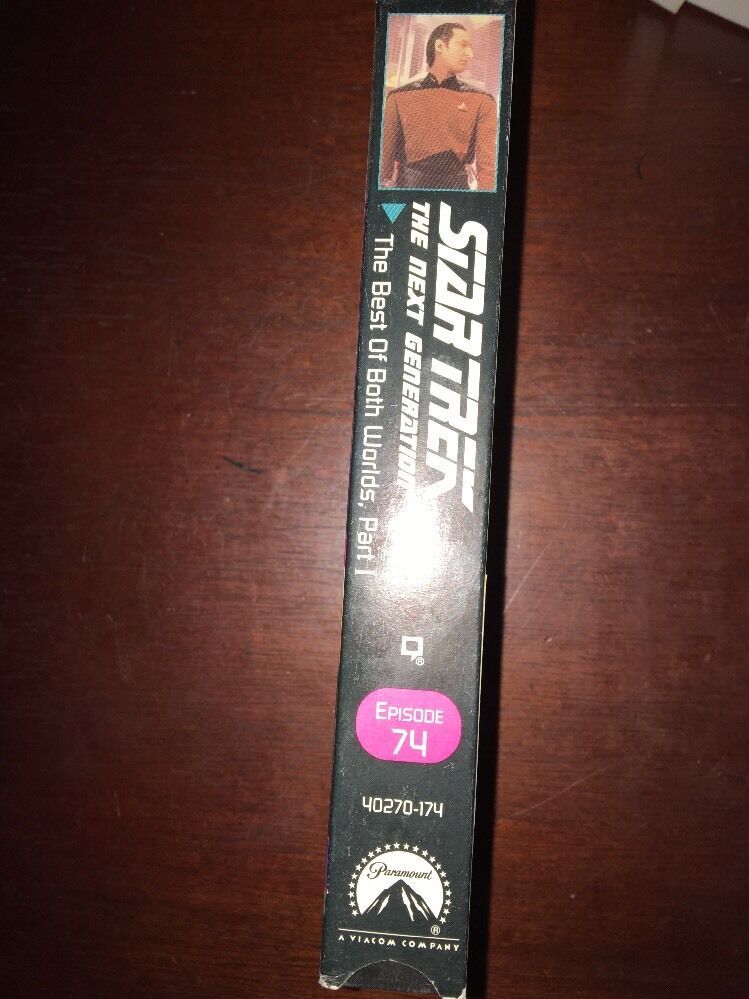 STAR TREK
THE NEXT GENERATION
The Best Of Both Worlds, Part I
®
EPISODE
74
40270-174
Paramount
®
A VIACOM COMPANY